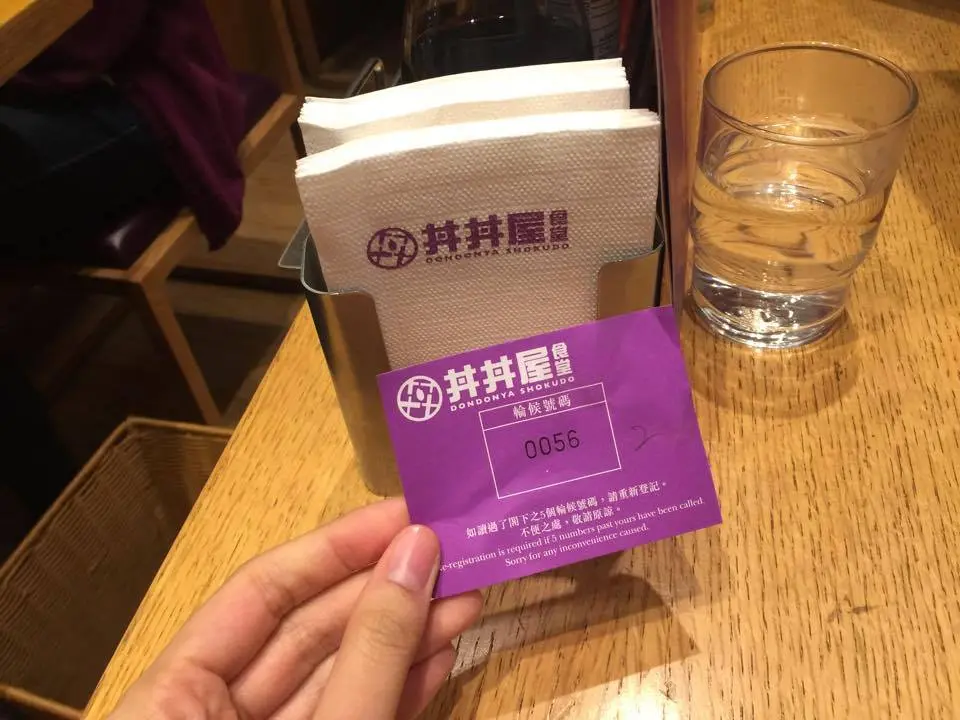 丼丼屋食堂
DONDONYA SHOKUDO
丼丼屋食堂
DONDONYA SHOKUDO
輪候號碼
0056
2
如讀過了閣下之5個輪候號碼，請重新登記。
不便之處，敬請原諒。
Re-registration is required if 5 numbers past yours have been called.
Sorry for any inconvenience caused.